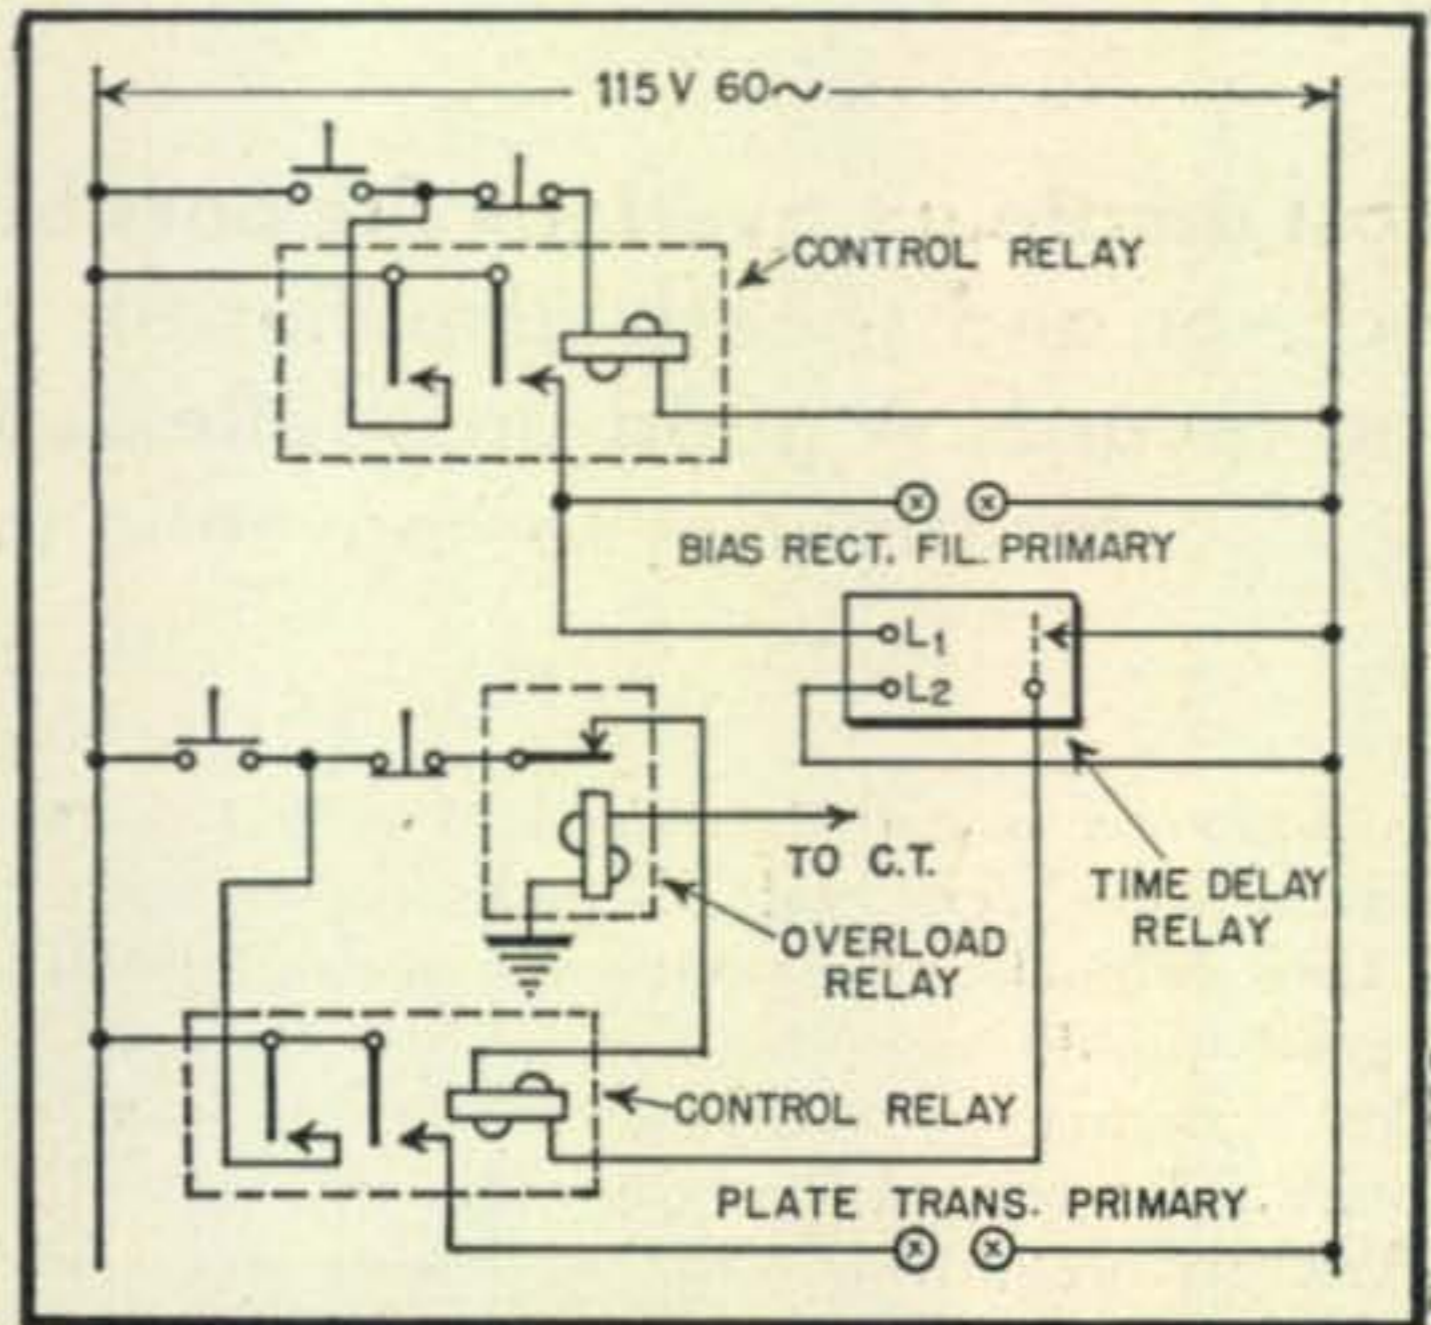 115 V 60~
CONTROL RELAY
BIAS RECT. FIL. PRIMARY
L1
L2
TO C.T.
TIME DELAY
RELAY
OVERLOAD
RELAY
CONTROL RELAY
PLATE TRANS. PRIMARY